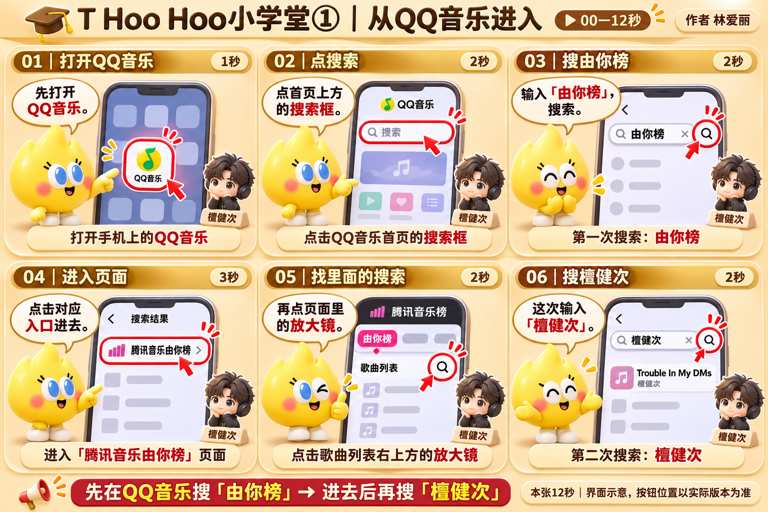 T Hoo Hoo小学堂①｜从QQ音乐进入
▶ 00—12秒
作者 林爱丽
01｜打开QQ音乐
1秒
先打开
QQ音乐。
QQ音乐
檀健次
打开手机上的QQ音乐
02｜点搜索
2秒
点首页上方
的搜索框。
QQ音乐
搜索
檀健次
点击QQ音乐首页的搜索框
03｜搜由你榜
2秒
输入「由你榜」，
搜索。
由你榜 ×
檀健次
第一次搜索：由你榜
04｜进入页面
3秒
点击对应
入口进去。
搜索结果
腾讯音乐由你榜
檀健次
进入「腾讯音乐由你榜」页面
05｜找里面的搜索
2秒
再点页面里
的放大镜。
腾讯音乐榜
由你榜
歌曲列表
檀健次
点击歌曲列表右上方的放大镜
06｜搜檀健次
2秒
这次输入
「檀健次」。
檀健次 ×
Trouble In My DMs
檀健次
檀健次
第二次搜索：檀健次
先在QQ音乐搜「由你榜」→ 进去后再搜「檀健次」
本张12秒｜界面示意，按钮位置以实际版本为准